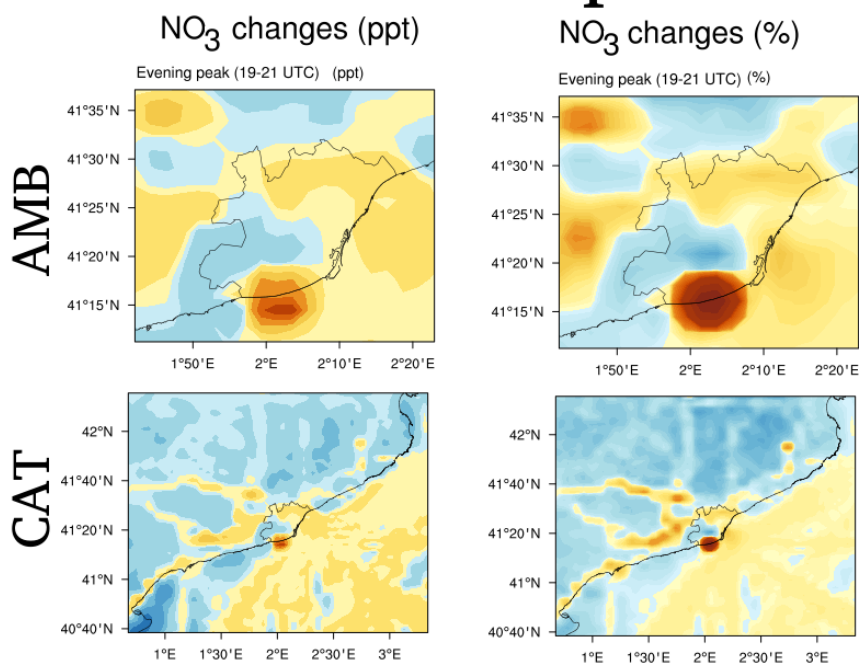 NO3 changes (ppt)
NO3 changes (%)
Evening peak (19-21 UTC) (ppt)
Evening peak (19-21 UTC) (%)
AMB
41°35'N
41°30'N
41°25'N
41°20'N
41°15'N
1°50'E
2°E
2°10'E
2°20'E
41°35'N
41°30'N
41°25'N
41°20'N
41°15'N
1°50'E
2°E
2°10'E
2°20'E
CAT
42°N
41°40'N
41°20'N
41°N
40°40'N
1°E
1°30'E
2°E
2°30'E
3°E
42°N
41°40'N
41°20'N
41°N
40°40'N
1°E
1°30'E
2°E
2°30'E
3°E